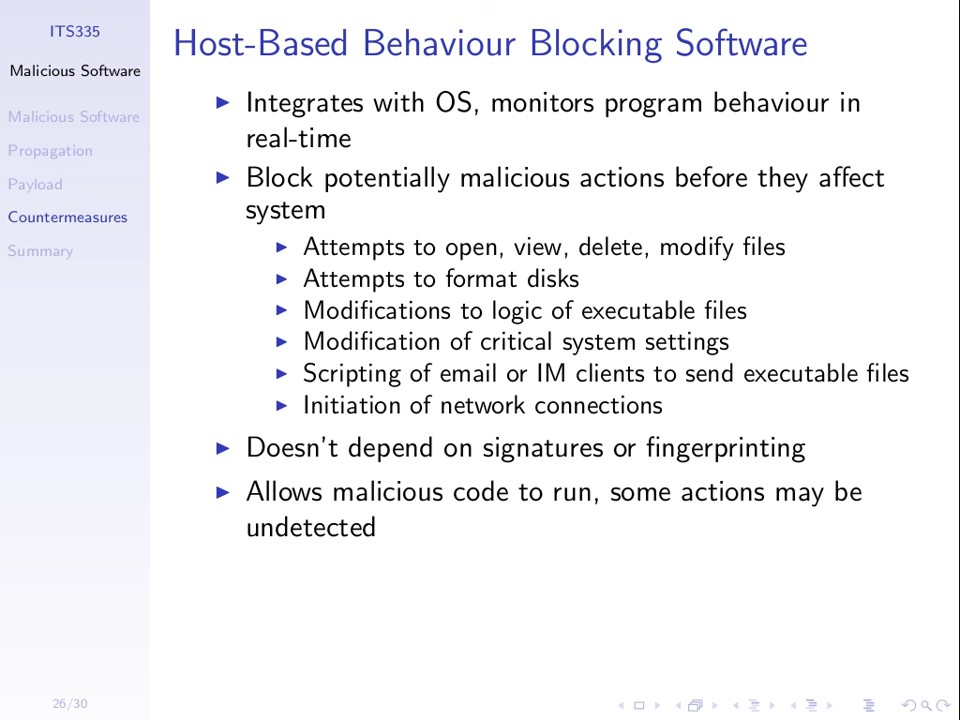 ITS335
Malicious Software
Malicious Software
Propagation
Payload
Countermeasures
Summary
26/30
Host-Based Behaviour Blocking Software
Integrates with OS, monitors program behaviour in
real-time
Block potentially malicious actions before they affect
system
Attempts to open, view, delete, modify files
Attempts to format disks
Modifications to logic of executable files
Modification of critical system settings
Scripting of email or IM clients to send executable files
Initiation of network connections
Doesn't depend on signatures or fingerprinting
Allows malicious code to run, some actions may be
undetected